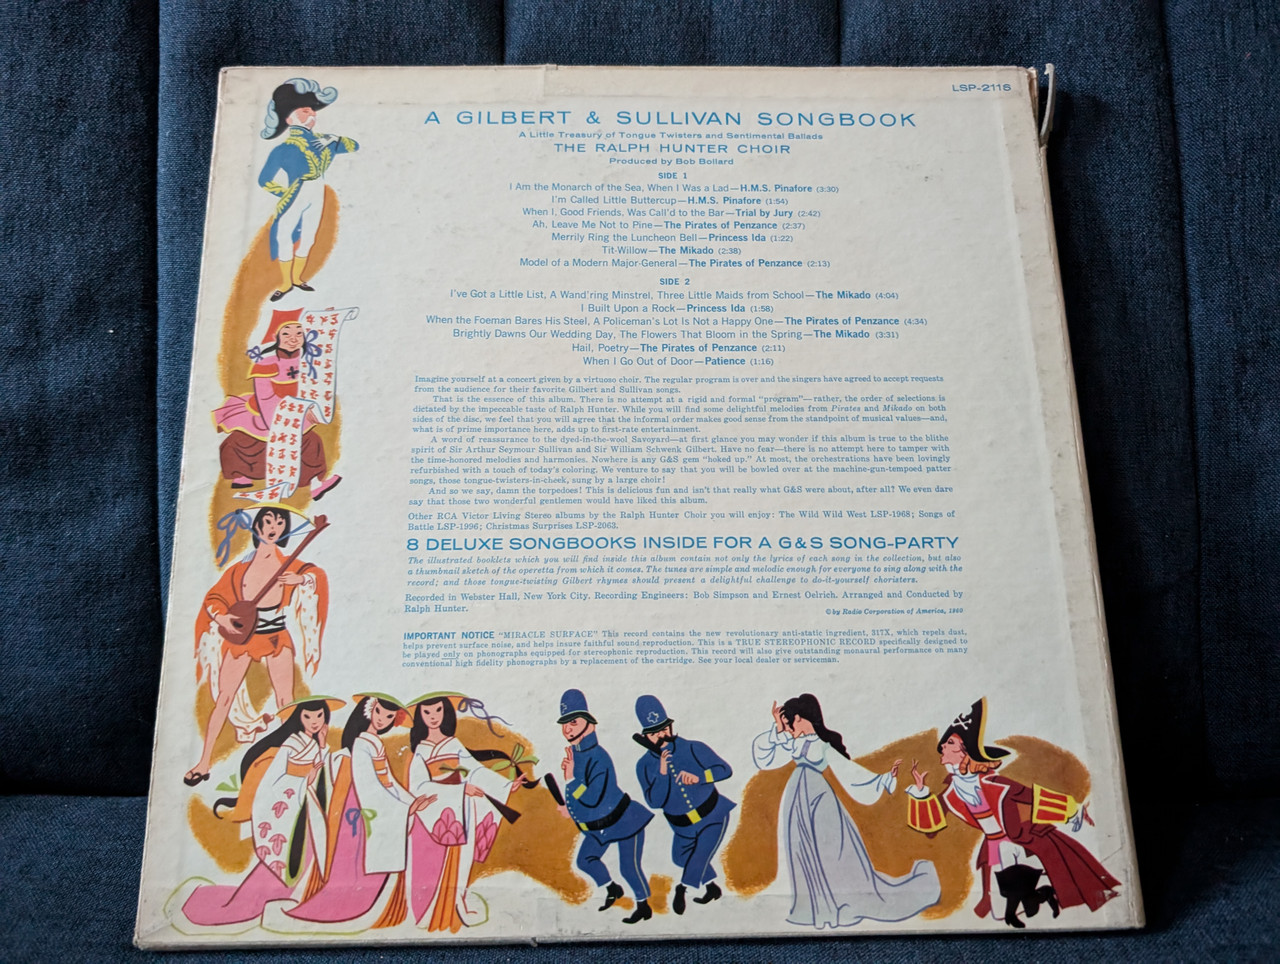 LSP-2116
A GILBERT & SULLIVAN SONGBOOK
A Little Treasury of Tongue Twisters and Sentimental Ballads
THE RALPH HUNTER CHOIR
Produced by Bob Bollard
SIDE 1
I Am the Monarch of the Sea, When I Was a Lad—H.M.S. Pinafore (3:30)
I'm Called Little Buttercup—H.M.S. Pinafore (1:54)
When I, Good Friends, Was Call'd to the Bar—Trial by Jury (2:42)
Ah, Leave Me Not to Pine—The Pirates of Penzance (2:37)
Merrily Ring the Luncheon Bell—Princess Ida (1:22)
Tit-Willow—The Mikado (2:38)
Model of a Modern Major-General—The Pirates of Penzance (2:13)
SIDE 2
I've Got a Little List, A Wand'ring Minstrel, Three Little Maids from School—The Mikado (4:04)
I Built Upon a Rock—Princess Ida (1:58)
When the Foeman Bares His Steel, A Policeman's Lot Is Not a Happy One—The Pirates of Penzance (4:34)
Brightly Dawns Our Wedding Day, The Flowers That Bloom in the Spring—The Mikado (3:31)
Hail, Poetry—The Pirates of Penzance (2:11)
When I Go Out of Door—Patience (1:16)
Imagine yourself at a concert given by a virtuoso choir. The regular program is over and the singers have agreed to accept requests
from the audience for their favorite Gilbert and Sullivan songs.
That is the essence of this album. There is no attempt at a rigid and formal "program"—rather, the order of selections is
dictated by the impeccable taste of Ralph Hunter. While you will find some delightful melodies from Pirates and Mikado on both
sides of the disc, we feel that you will agree that the informal order makes good sense from the standpoint of musical values—and,
what is of prime importance here, adds up to first-rate entertainment.
A word of reassurance to the dyed-in-the-wool Savoyard—at first glance you may wonder if this album is true to the blithe
spirit of Sir Arthur Seymour Sullivan and Sir William Schwenk Gilbert. Have no fear—there is no attempt here to tamper with
the time-honored melodies and harmonies. Nowhere is any G&S gem "hoked up." At most, the orchestrations have been lovingly
refurbished with a touch of today's coloring. We venture to say that you will be bowled over at the machine-gun-tempoed patter
songs, those tongue-twisters-in-cheek, sung by a large choir!
And so we say, damn the torpedoes! This is delicious fun and isn't that really what G&S were about, after all? We even dare
say that those two wonderful gentlemen would have liked this album.
Other RCA Victor Living Stereo albums by the Ralph Hunter Choir you will enjoy: The Wild Wild West LSP-1968; Songs of
Battle LSP-1996; Christmas Surprises LSP-2063.
8 DELUXE SONGBOOKS INSIDE FOR A G&S SONG-PARTY
The illustrated booklets which you will find inside this album contain not only the lyrics of each song in the collection, but also
a thumbnail sketch of the operetta from which it comes. The tunes are simple and melodic enough for everyone to sing along with the
record; and those tongue-twisting Gilbert rhymes should present a delightful challenge to do-it-yourself choristers.
Recorded in Webster Hall, New York City. Recording Engineers: Bob Simpson and Ernest Oelrich. Arranged and Conducted by
Ralph Hunter.
© by Radio Corporation of America, 1960
IMPORTANT NOTICE "MIRACLE SURFACE" This record contains the new revolutionary anti-static ingredient, 317X, which repels dust,
helps prevent surface noise, and helps insure faithful sound reproduction. This is a TRUE STEREOPHONIC RECORD specifically designed to
be played only on phonographs equipped for stereophonic reproduction. This record will also give outstanding monaural performance on many
conventional high fidelity phonographs by a replacement of the cartridge. See your local dealer or serviceman.